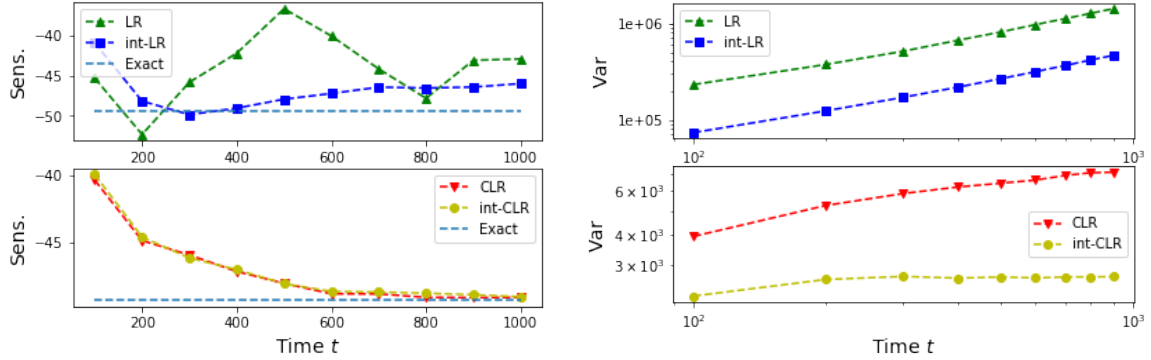 Sens.
−40
−45
−50
LR
int-LR
Exact
200
400
600
800
1000
Var
1e+06
1e+05
LR
int-LR
10²
10³
Sens.
−40
−45
CLR
int-CLR
Exact
200
400
600
800
1000
Time t
Var
6 × 10³
4 × 10³
3 × 10³
CLR
int-CLR
10²
10³
Time t